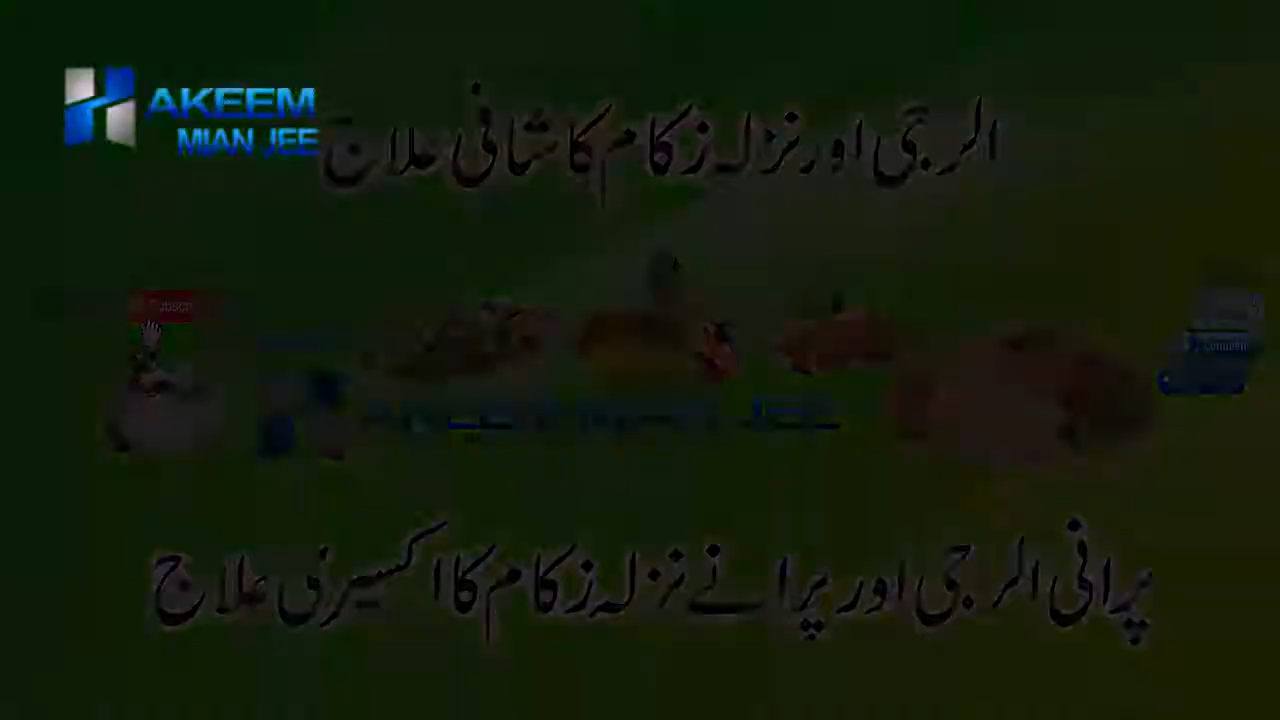 AKEEM
MIAN JEE
الرجی اور نزلہ زکام کا شافی علاج
پرانی الرجی اور پرانے نزلہ زکام کا اکسیری علاج